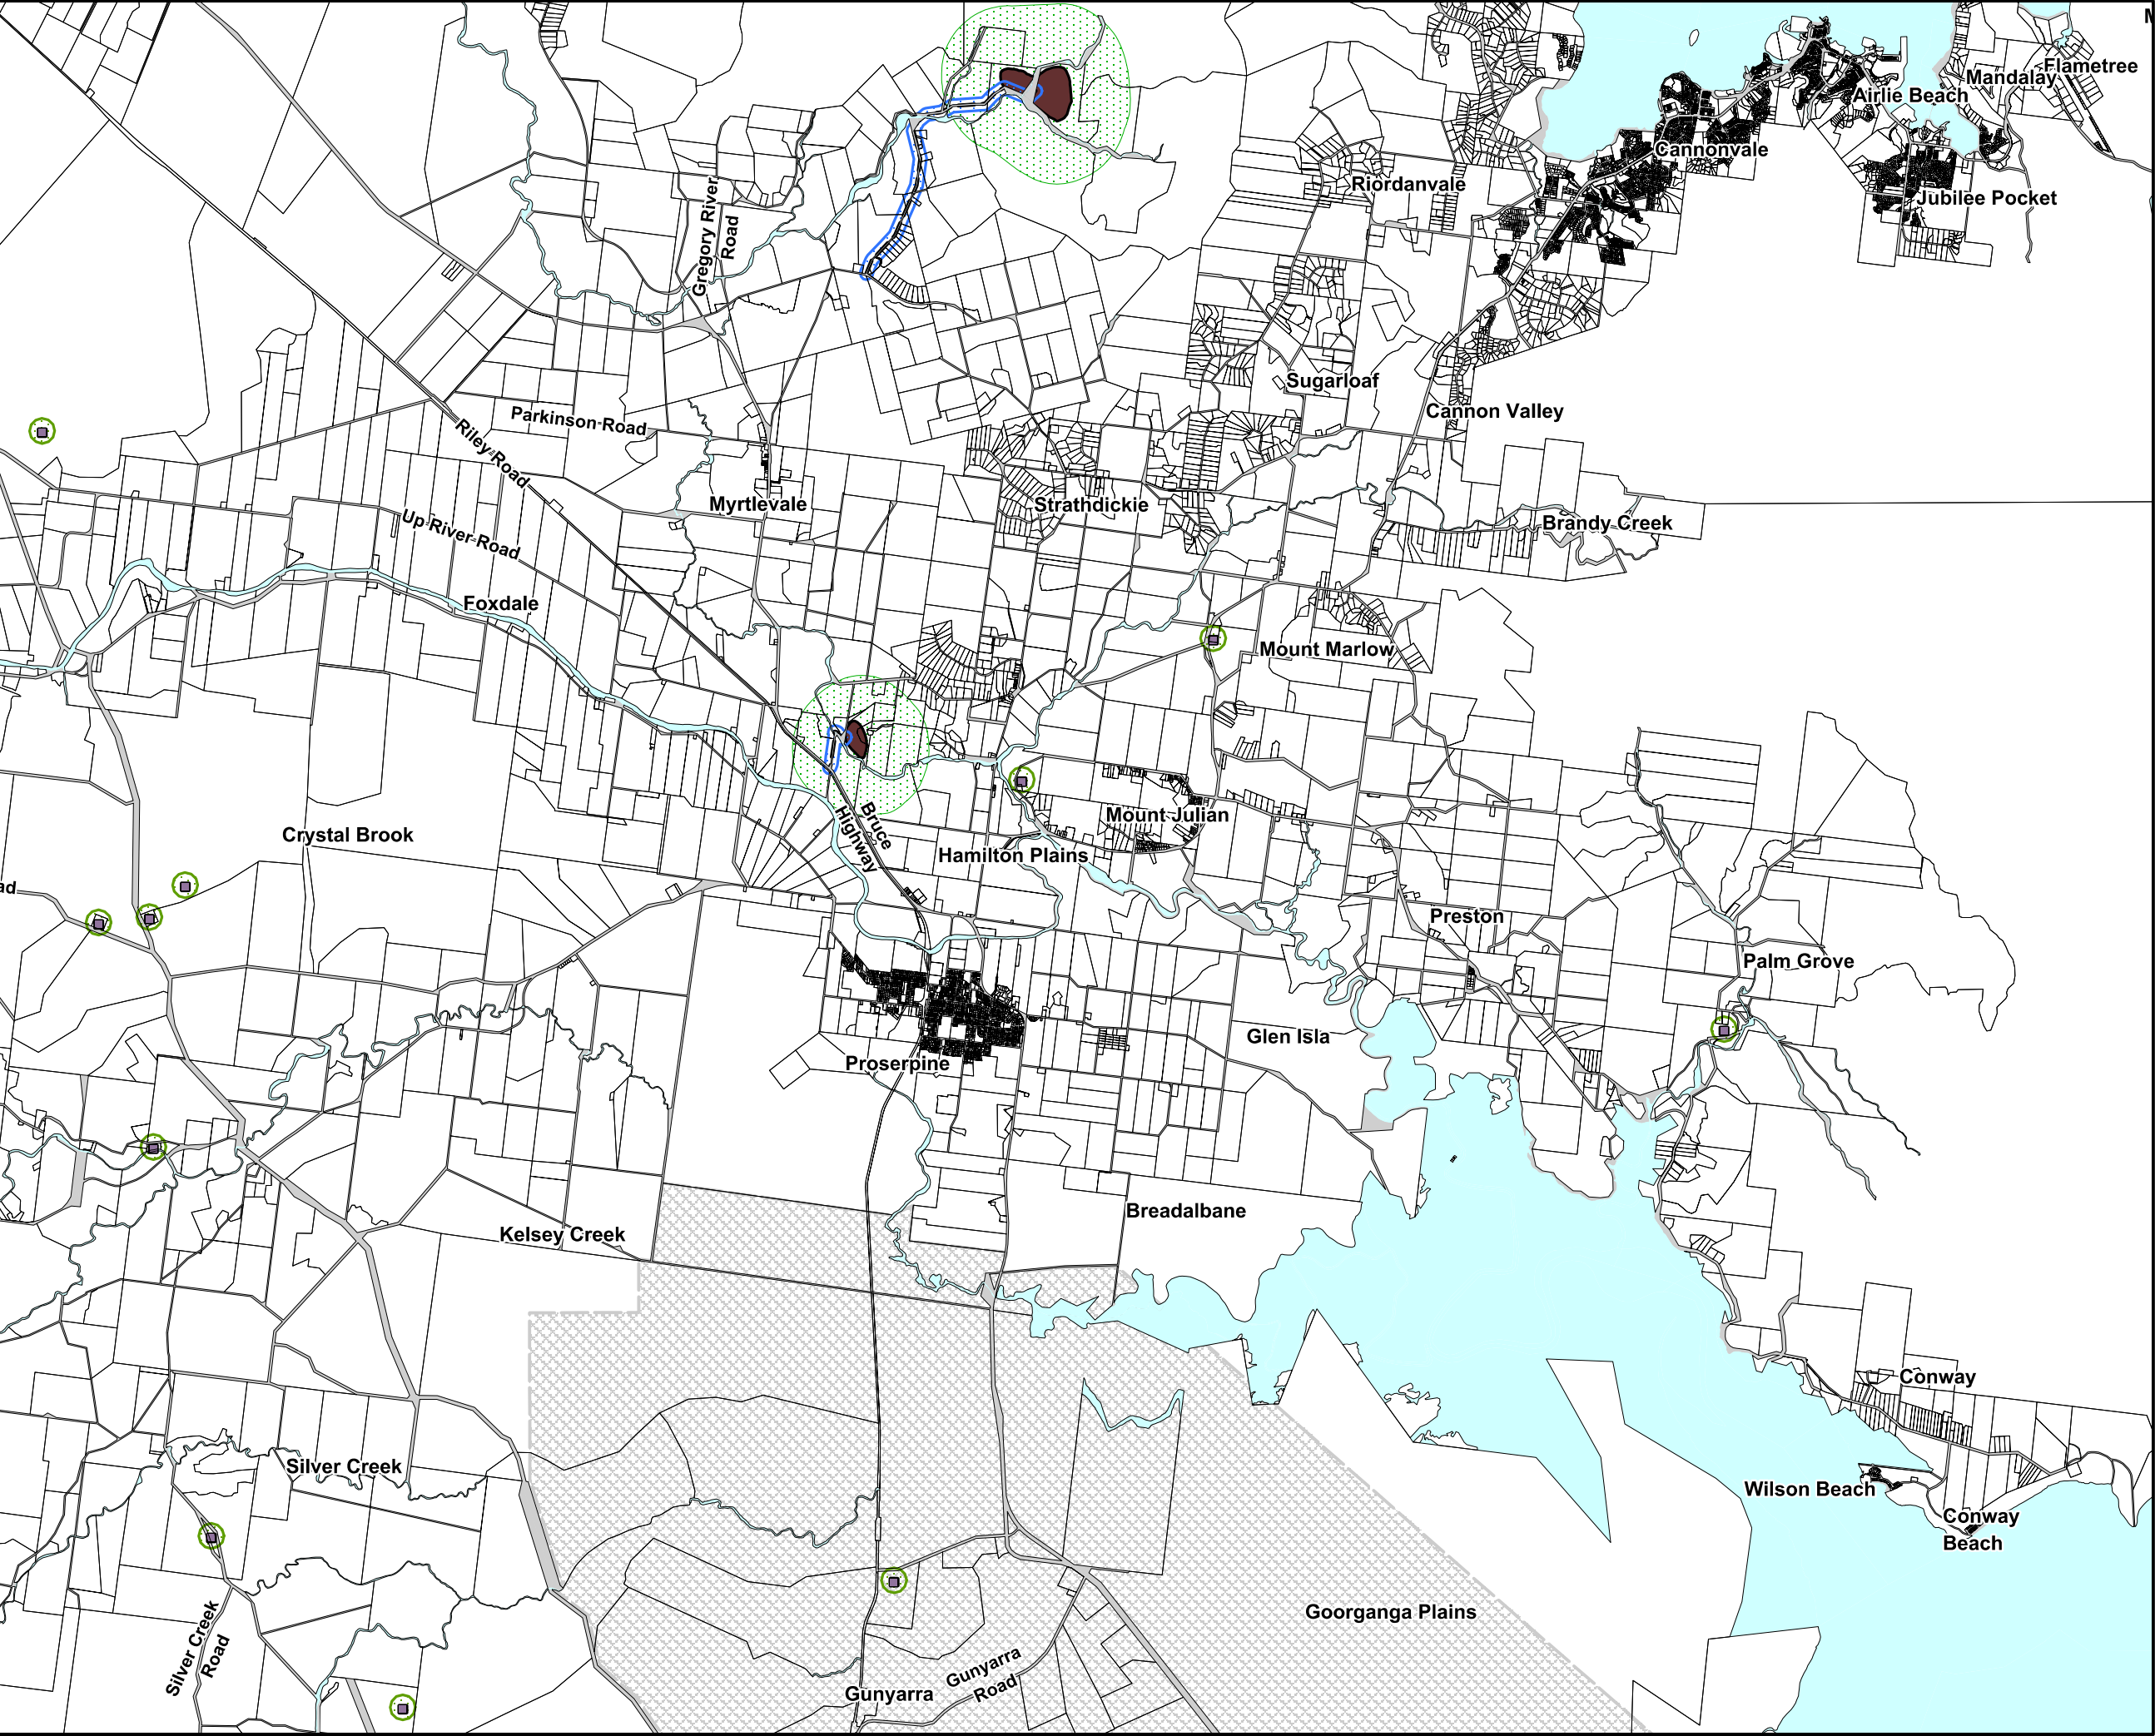 M
Flametree
Mandalay
Airlie Beach
Cannonvale
Riordanvale
Jubilee Pocket
Gregory River
Road
Sugarloaf
Cannon Valley
Parkinson Road
Riley Road
Myrtlevale
Strathdickie
Up River Road
Brandy Creek
Foxdale
Mount Marlow
Bruce
Highway
Mount Julian
Crystal Brook
Hamilton Plains
ad
Preston
Palm Grove
Glen Isla
Proserpine
Breadalbane
Kelsey Creek
Conway
Silver Creek
Wilson Beach
Conway
Beach
Goorganga Plains
Silver Creek
Road
Gunyarra
Road
Gunyarra